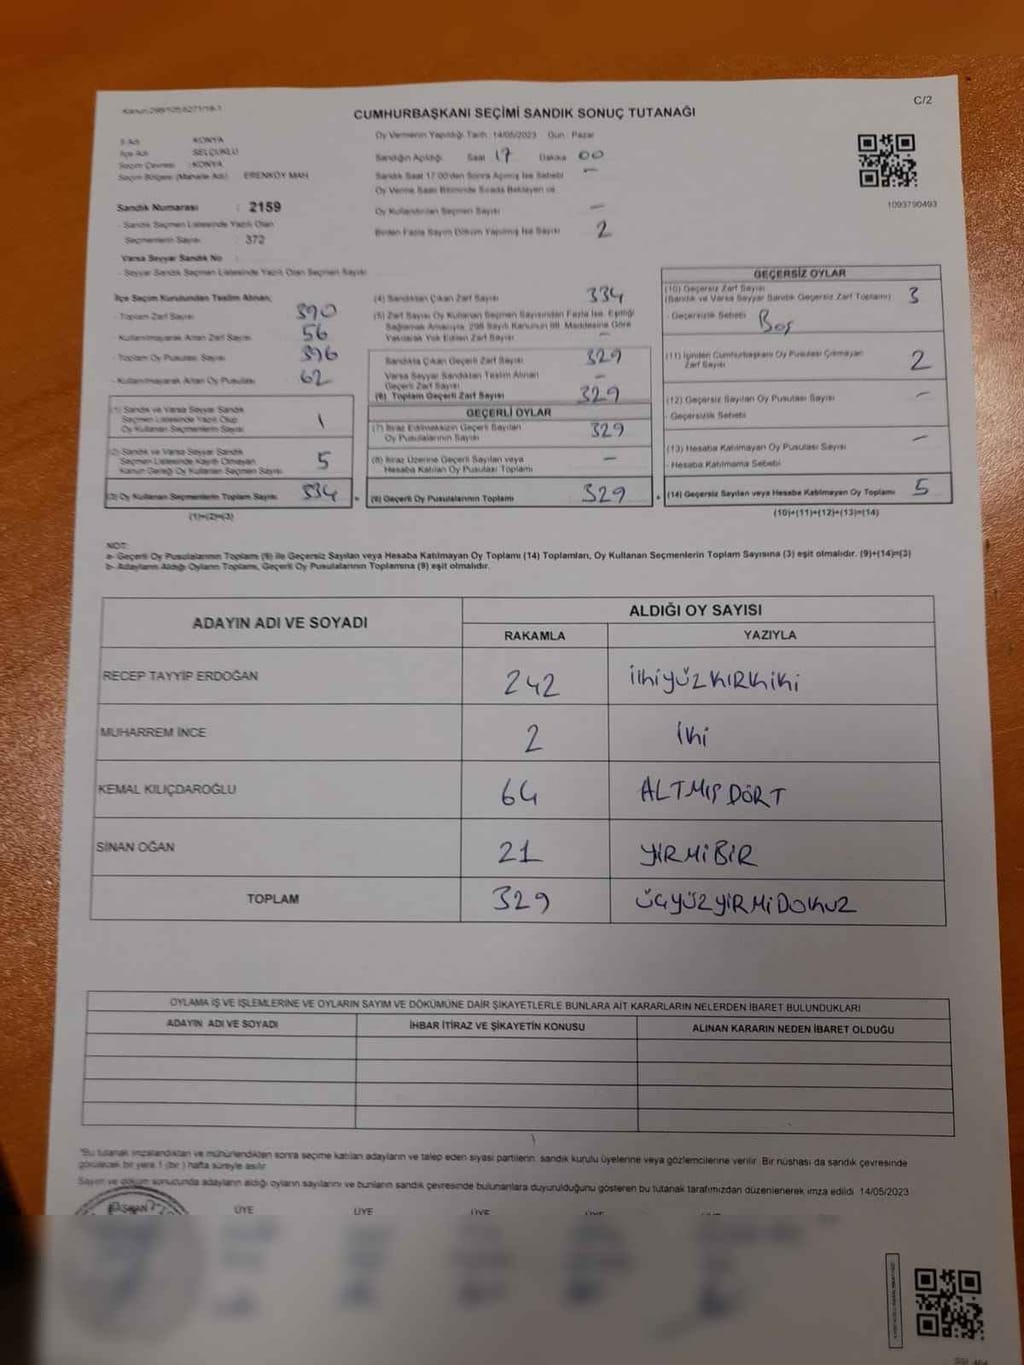 Kanun:298/105,6271/19-1
C/2
CUMHURBAŞKANI SEÇİMİ SANDIK SONUÇ TUTANAĞI
İl Adı : KONYA
İlçe Adı : SELÇUKLU
Seçim Çevresi : KONYA
Seçim Bölgesi (Mahalle Adı) : ERENKÖY MAH
Sandık Numarası : 2159
- Sandık Seçmen Listesinde Yazılı Olan
Seçmenlerin Sayısı : 372
Varsa Seyyar Sandık No
- Seyyar Sandık Seçmen Listesinde Yazılı Olan Seçmen Sayısı
Oy Vermenin Yapıldığı Tarih : 14/05/2023 Gün : Pazar
Sandığın Açıldığı Saat 17 Dakika 00
Sandık Saat 17:00'den Sonra Açılmış İse Sebebi —
Oy Verme Saati Bitiminde Sırada Bekleyen ve
Oy Kullandırılan Seçmen Sayısı —
Birden Fazla Sayım Döküm Yapılmış İse Sayısı 2
1093790493
İlçe Seçim Kurulundan Teslim Alınan;
- Toplam Zarf Sayısı 390
- Kullanılmayarak Artan Zarf Sayısı 56
- Toplam Oy Pusulası Sayısı 396
- Kullanılmayarak Artan Oy Pusulası 62
(1) Sandık ve Varsa Seyyar Sandık
Seçmen Listesinde Yazılı Olup
Oy Kullanan Seçmenlerin Sayısı
(2) Sandık ve Varsa Seyyar Sandık
Seçmen Listesinde Kayıtlı Olmayan
Kanun Gereği Oy Kullanan Seçmen Sayısı 5
(3) Oy Kullanan Seçmenlerin Toplam Sayısı 334
(1)+(2)=(3)
(4) Sandıktan Çıkan Zarf Sayısı 334
(5) Zarf Sayısı Oy Kullanan Seçmen Sayısından Fazla İse, Eşitliği
Sağlamak Amacıyla, 298 Sayılı Kanunun 98. Maddesine Göre
Yakılarak Yok Edilen Zarf Sayısı —
Sandıkta Çıkan Geçerli Zarf Sayısı 329
Varsa Seyyar Sandıktan Teslim Alınan
Geçerli Zarf Sayısı —
(6) Toplam Geçerli Zarf Sayısı 329
GEÇERLİ OYLAR
(7) İtiraz Edilmeksizin Geçerli Sayılan
Oy Pusulalarının Sayısı 329
(8) İtiraz Üzerine Geçerli Sayılan veya
Hesaba Katılan Oy Pusulası Toplamı —
(9) Geçerli Oy Pusulalarının Toplamı 329
GEÇERSİZ OYLAR
(10) Geçersiz Zarf Sayısı
(Sandık ve Varsa Seyyar Sandık Geçersiz Zarf Toplamı) 3
- Geçersizlik Sebebi Boş
(11) İçinden Cumhurbaşkanı Oy Pusulası Çıkmayan
Zarf Sayısı 2
(12) Geçersiz Sayılan Oy Pusulası Sayısı —
- Geçersizlik Sebebi
(13) Hesaba Katılmayan Oy Pusulası Sayısı —
- Hesaba Katılmama Sebebi
(14) Geçersiz Sayılan veya Hesaba Katılmayan Oy Toplamı 5
(10)+(11)+(12)+(13)=(14)
NOT:
a- Geçerli Oy Pusulalarının Toplamı (9) ile Geçersiz Sayılan veya Hesaba Katılmayan Oy Toplamı (14) Toplamları, Oy Kullanan Seçmenlerin Toplam Sayısına (3) eşit olmalıdır. (9)+(14)=(3)
b- Adayların Aldığı Oyların Toplamı, Geçerli Oy Pusulalarının Toplamına (9) eşit olmalıdır.
ADAYIN ADI VE SOYADI
ALDIĞI OY SAYISI
RAKAMLA YAZIYLA
RECEP TAYYİP ERDOĞAN 242 ikiyüzkırkiki
MUHARREM İNCE 2 iki
KEMAL KILIÇDAROĞLU 64 ALTMIŞ DÖRT
SİNAN OĞAN 21 YİRMİ BİR
TOPLAM 329 üçyüzyirmidokuz
OYLAMA İŞ VE İŞLEMLERİNE VE OYLARIN SAYIM VE DÖKÜMÜNE DAİR ŞİKAYETLERLE BUNLARA AİT KARARLARIN NELERDEN İBARET BULUNDUKLARI
ADAYIN ADI VE SOYADI İHBAR İTİRAZ VE ŞİKAYETİN KONUSU ALINAN KARARIN NEDEN İBARET OLDUĞU
*Bu tutanak imzalandıktan ve mühürlendikten sonra seçime katılan adayların ve talep eden siyasi partilerin; sandık kurulu üyelerine veya gözlemcilerine verilir. Bir nüshası da sandık çevresinde
görülecek bir yere 1 (bir ) hafta süreyle asılır.
Sayım ve döküm sonucunda adayların aldığı oyların sayılarını ve bunların sandık çevresinde bulunanlara duyurulduğunu gösteren bu tutanak tarafımızdan düzenlenerek imza edildi. 14/05/2023
ÜYE ÜYE ÜYE ÜYE